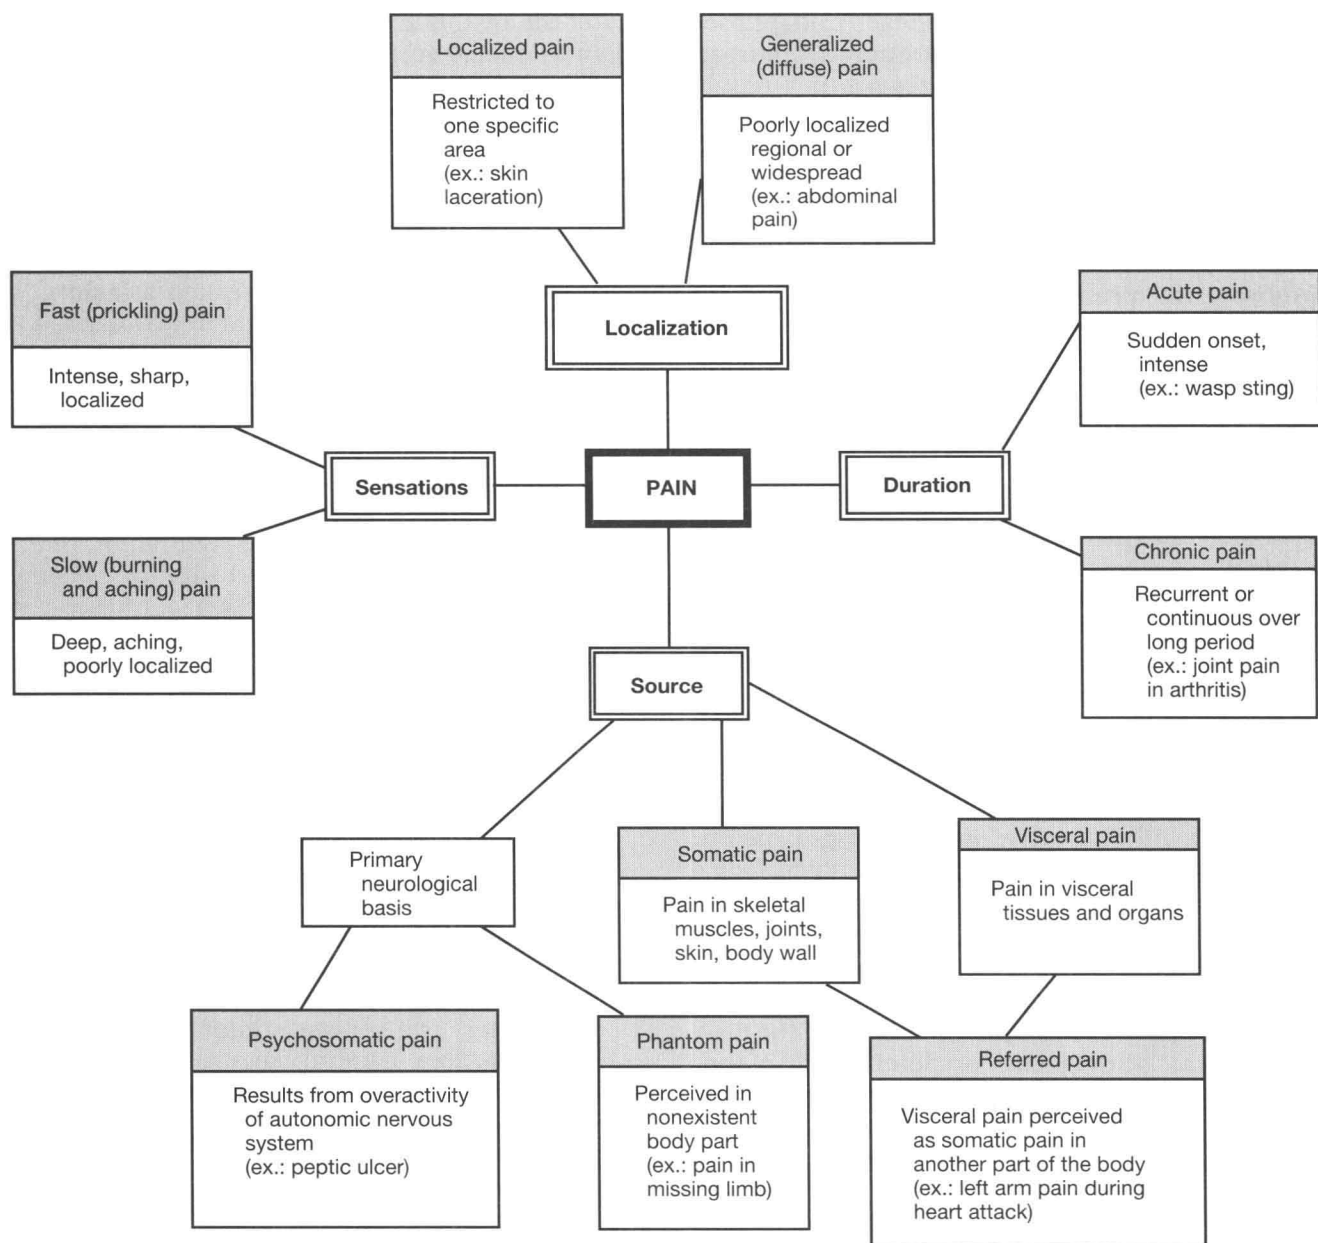 Localized pain
Restricted to
one specific
area
(ex.: skin
laceration)
Generalized
(diffuse) pain
Poorly localized
regional or
widespread
(ex.: abdominal
pain)
Fast (prickling) pain
Intense, sharp,
localized
Localization
Acute pain
Sudden onset,
intense
(ex.: wasp sting)
Sensations
PAIN
Duration
Slow (burning
and aching) pain
Deep, aching,
poorly localized
Chronic pain
Recurrent or
continuous over
long period
(ex.: joint pain
in arthritis)
Source
Primary
neurological
basis
Somatic pain
Pain in skeletal
muscles, joints,
skin, body wall
Visceral pain
Pain in visceral
tissues and organs
Psychosomatic pain
Results from overactivity
of autonomic nervous
system
(ex.: peptic ulcer)
Phantom pain
Perceived in
nonexistent
body part
(ex.: pain in
missing limb)
Referred pain
Visceral pain perceived
as somatic pain in
another part of the body
(ex.: left arm pain during
heart attack)